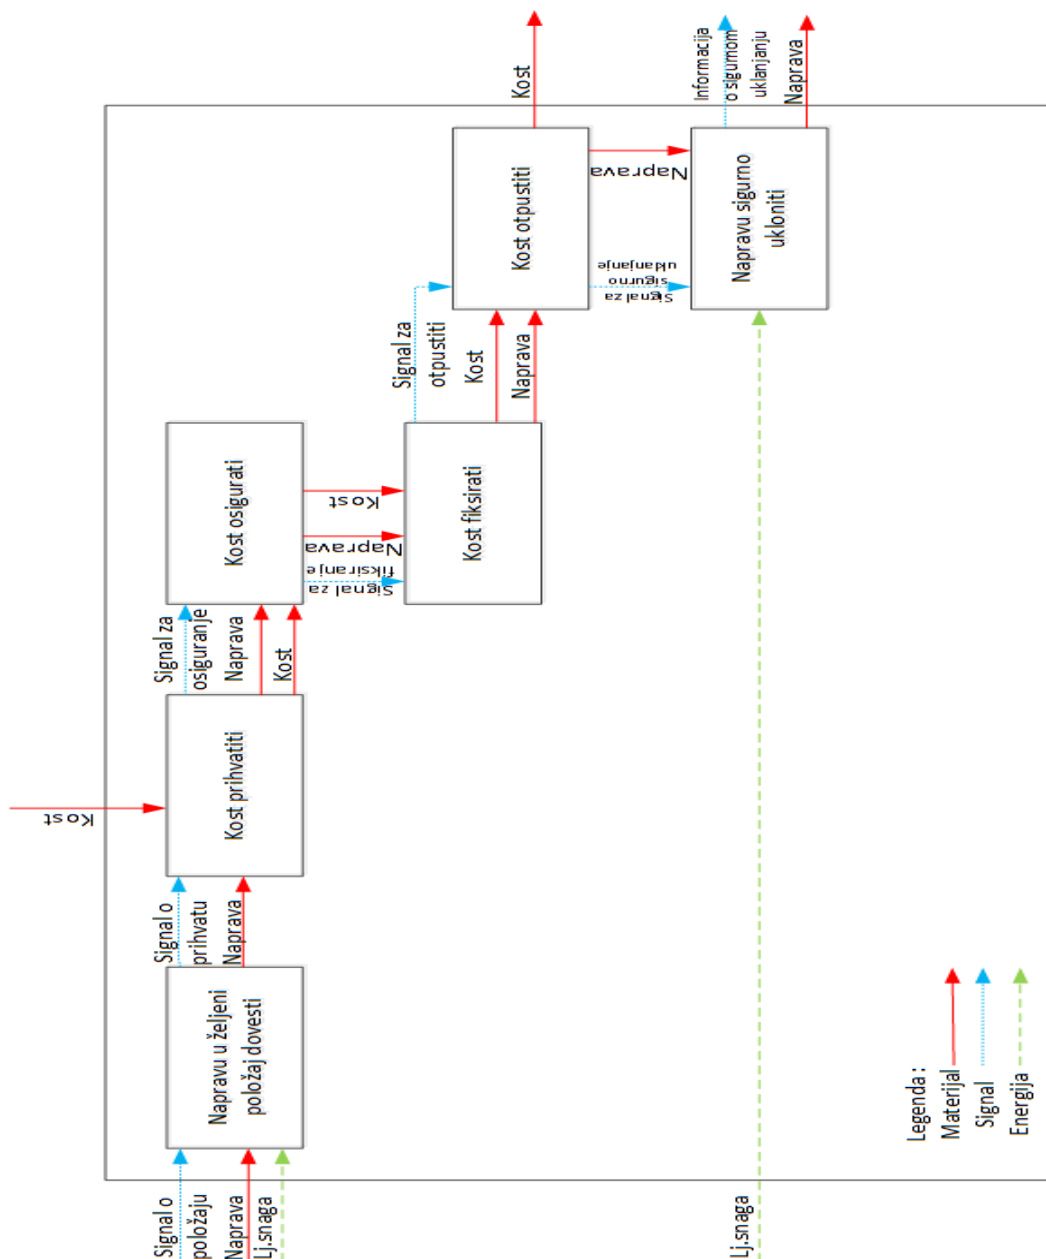 Signal o
položaju
Naprava
Lj.snaga
Napravu u željeni
položaj dovesti
Signal o
prihvatu
Naprava
Kost
Kost prihvatiti
Signal za
osiguranje
Naprava
Kost
Kost osigurati
Signal za
fiksiranje
Naprava
Kost
Kost fiksirati
Signal za
otpustiti
Kost
Naprava
Kost otpustiti
Kost
Signal za
sigurno
uklanjanje
Naprava
Lj.snaga
Napravu sigurno
ukloniti
Informacija
o sigurnom
uklanjanju
Naprava
Legenda :
Materijal
Signal
Energija